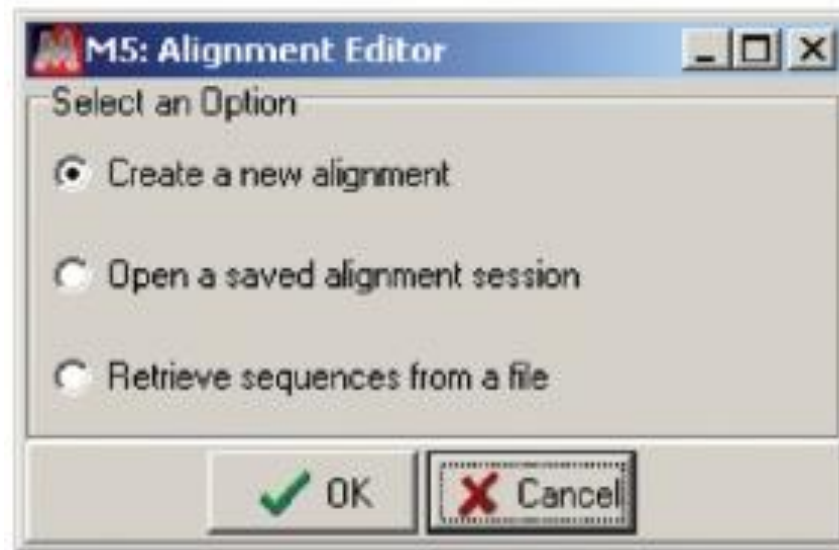 M5: Alignment Editor
Select an Option
Create a new alignment
Open a saved alignment session
Retrieve sequences from a file
OK Cancel